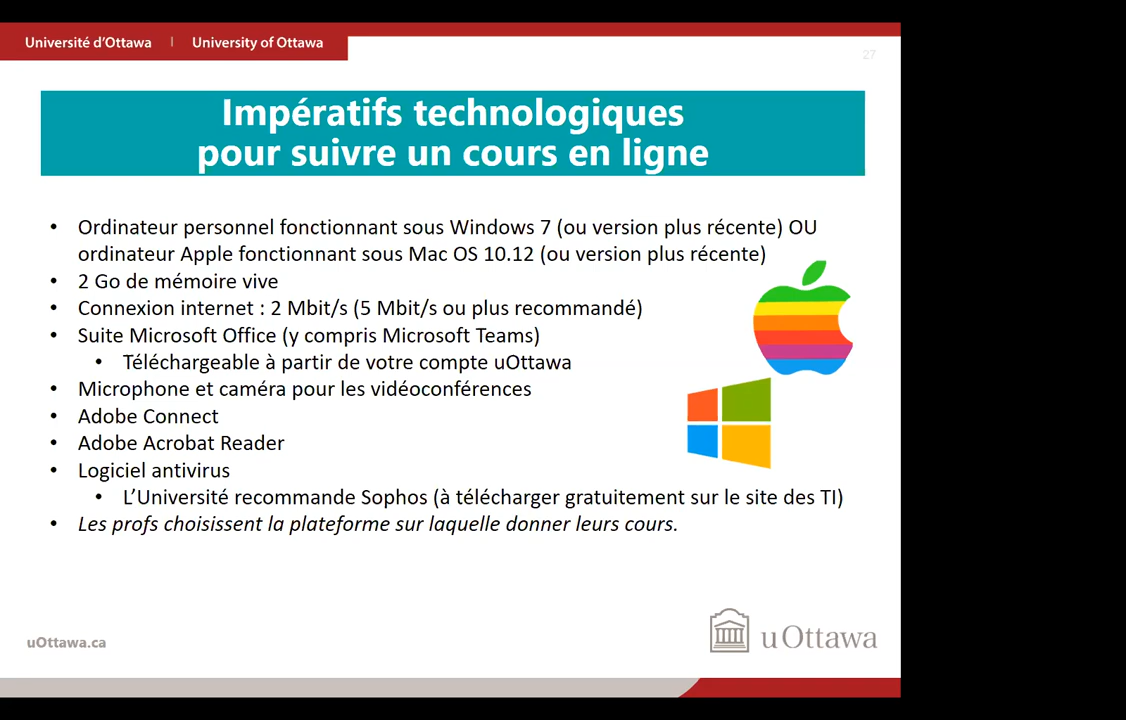 Université d'Ottawa | University of Ottawa
27
Impératifs technologiques
pour suivre un cours en ligne
• Ordinateur personnel fonctionnant sous Windows 7 (ou version plus récente) OU
ordinateur Apple fonctionnant sous Mac OS 10.12 (ou version plus récente)
• 2 Go de mémoire vive
• Connexion internet : 2 Mbit/s (5 Mbit/s ou plus recommandé)
• Suite Microsoft Office (y compris Microsoft Teams)
• Téléchargeable à partir de votre compte uOttawa
• Microphone et caméra pour les vidéoconférences
• Adobe Connect
• Adobe Acrobat Reader
• Logiciel antivirus
• L'Université recommande Sophos (à télécharger gratuitement sur le site des TI)
• Les profs choisissent la plateforme sur laquelle donner leurs cours.
uOttawa.ca
uOttawa